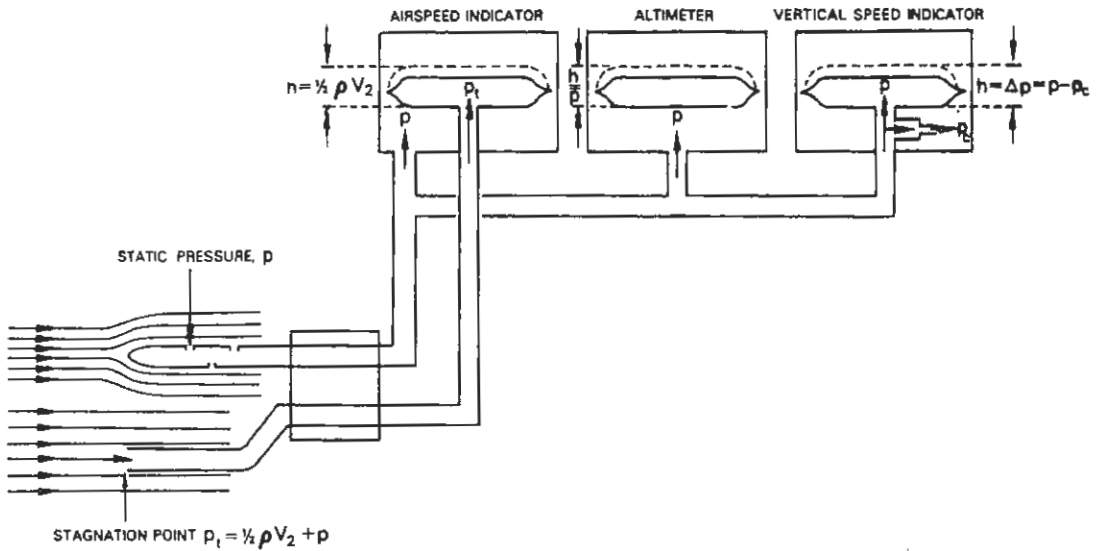 AIRSPEED INDICATOR
ALTIMETER
VERTICAL SPEED INDICATOR
h = ½ ρ V2
pt
p
h = p
p
p
h = Δp = p - pc
pc
STATIC PRESSURE, p
STAGNATION POINT pt = ½ ρ V2 + p